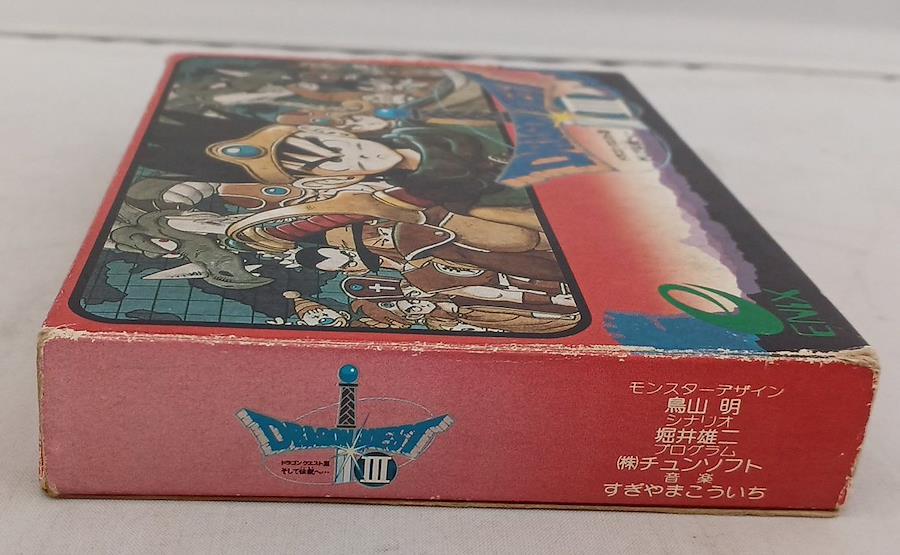 DRAGON QUEST
III
ENIX
DRAGON QUEST
III
ドラゴンクエストIII
そして伝説へ…
モンスターデザイン
鳥山 明
シナリオ
堀井雄二
プログラム
㈱チュンソフト
音 楽
すぎやまこういち